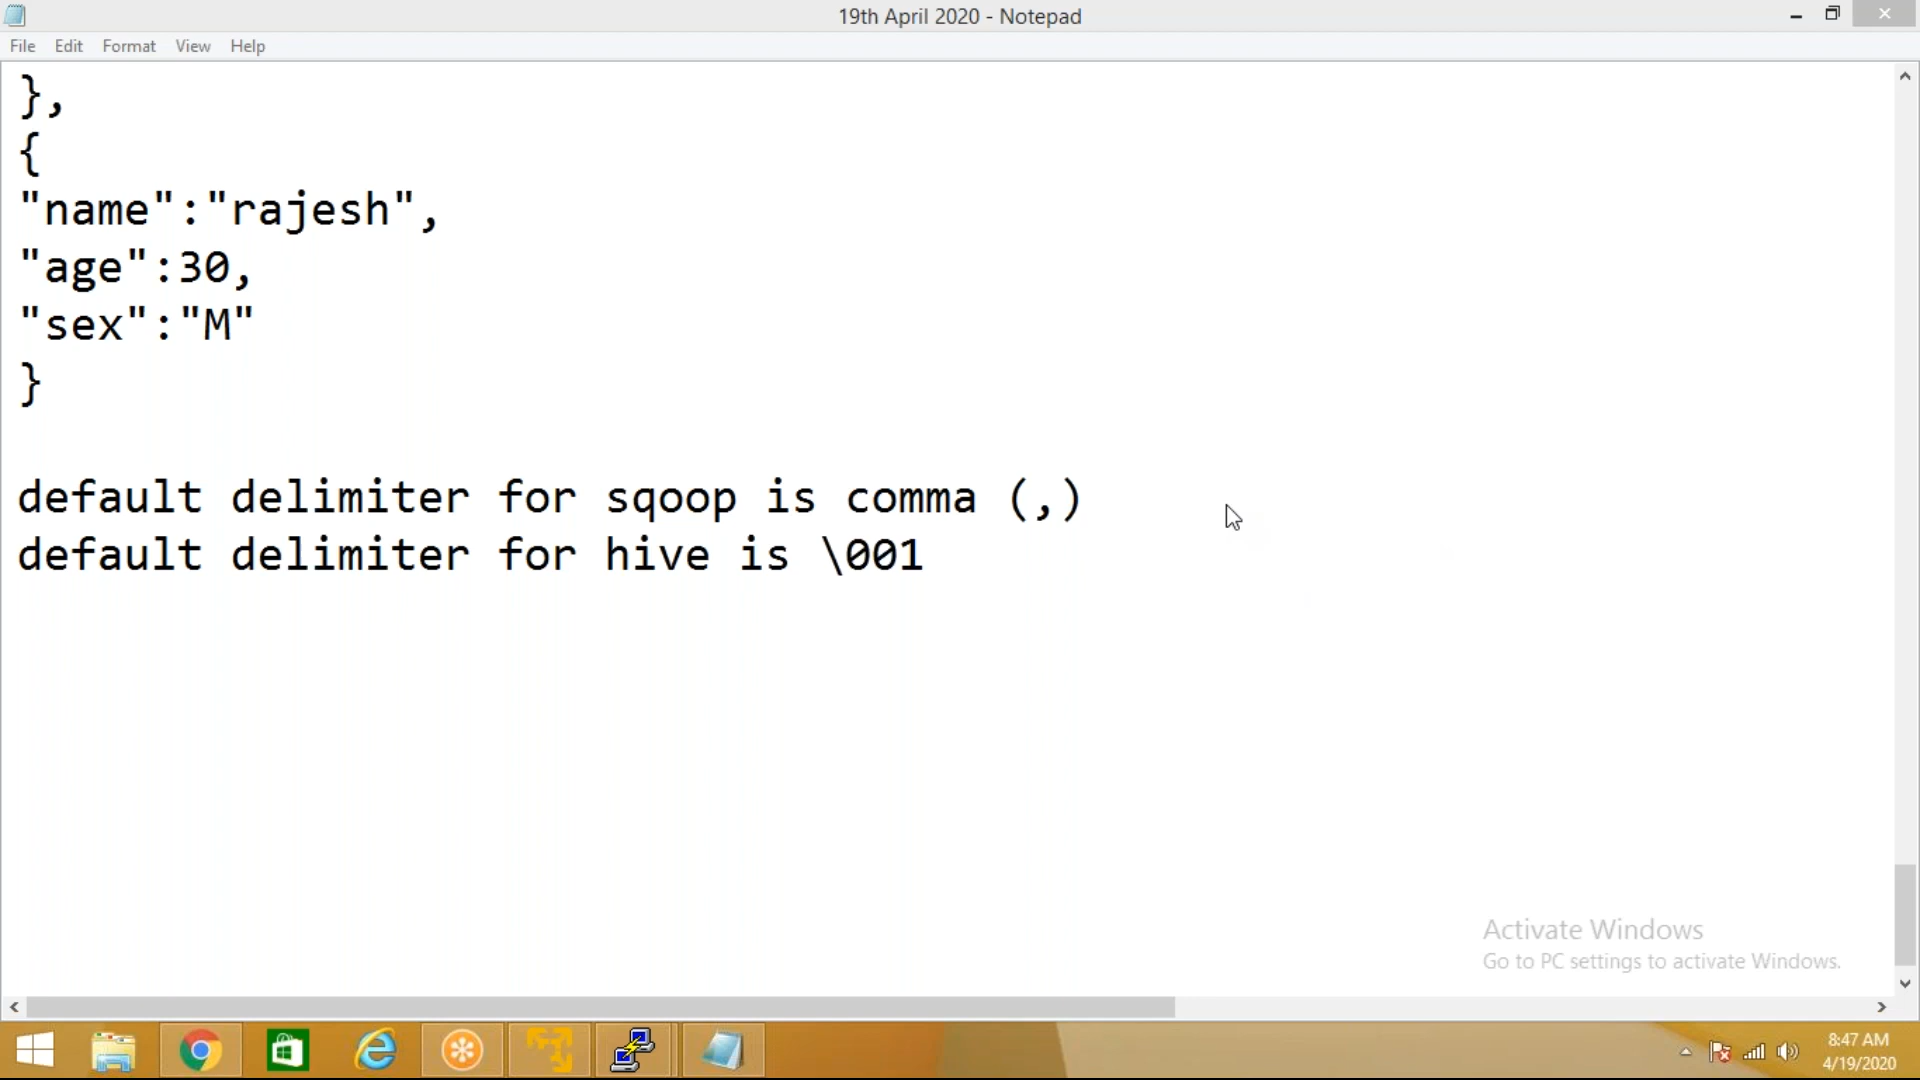 19th April 2020 - Notepad
File Edit Format View Help
},
{
"name":"rajesh",
"age":30,
"sex":"M"
}
default delimiter for sqoop is comma (,)
default delimiter for hive is \001
Activate Windows
Go to PC settings to activate Windows.
8:47 AM
4/19/2020